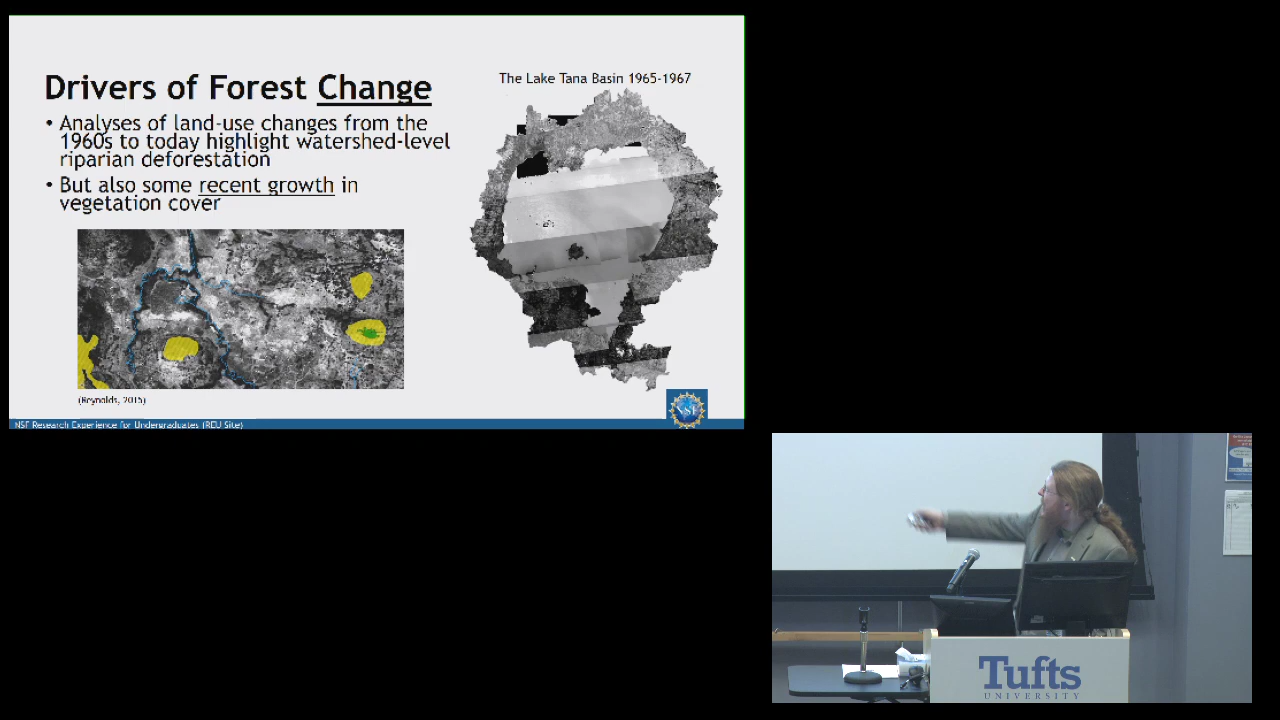 Drivers of Forest Change
• Analyses of land-use changes from the
1960s to today highlight watershed-level
riparian deforestation
• But also some recent growth in
vegetation cover
The Lake Tana Basin 1965-1967
(Reynolds, 2015)
NSF Research Experience for Undergraduates (REU Site)
NSF
Tufts
UNIVERSITY